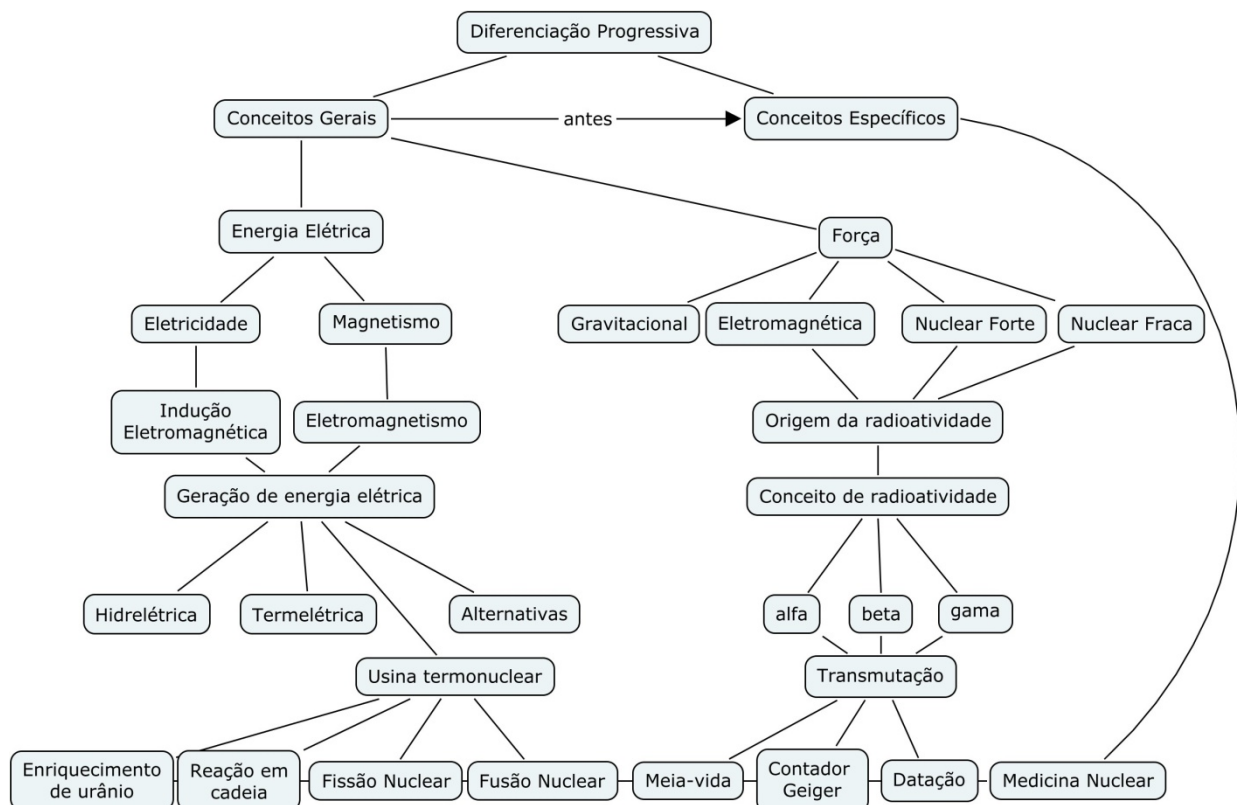 Diferenciação Progressiva
Conceitos Gerais
antes
Conceitos Específicos
Energia Elétrica
Força
Eletricidade
Magnetismo
Gravitacional
Eletromagnética
Nuclear Forte
Nuclear Fraca
Indução
Eletromagnética
Eletromagnetismo
Origem da radioatividade
Geração de energia elétrica
Conceito de radioatividade
Hidrelétrica
Termelétrica
Alternativas
alfa
beta
gama
Usina termonuclear
Transmutação
Enriquecimento
de urânio
Reação em
cadeia
Fissão Nuclear
Fusão Nuclear
Meia-vida
Contador
Geiger
Datação
Medicina Nuclear